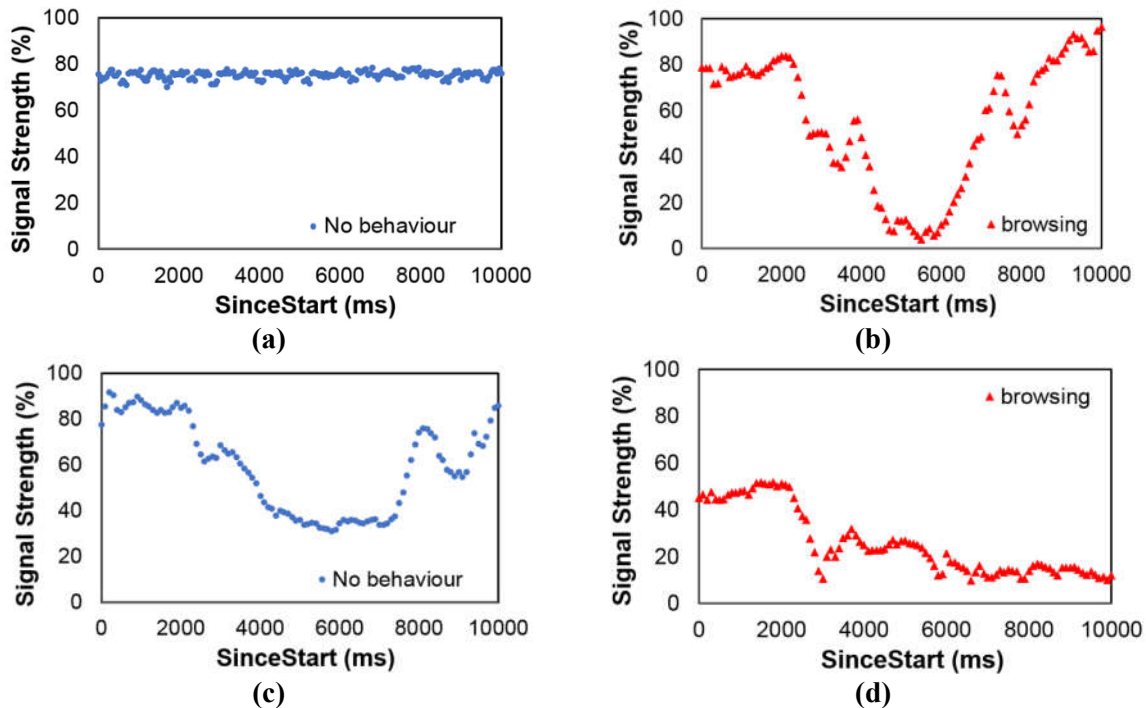 100
80
60
40
20
0
Signal Strength (%)
No behaviour
0 2000 4000 6000 8000 10000
SinceStart (ms)
(a)
100
80
60
40
20
0
Signal Strength (%)
browsing
0 2000 4000 6000 8000 10000
SinceStart (ms)
(b)
100
80
60
40
20
0
Signal Strength (%)
No behaviour
0 2000 4000 6000 8000 10000
SinceStart (ms)
(c)
100
80
60
40
20
0
Signal Strength (%)
browsing
0 2000 4000 6000 8000 10000
SinceStart (ms)
(d)